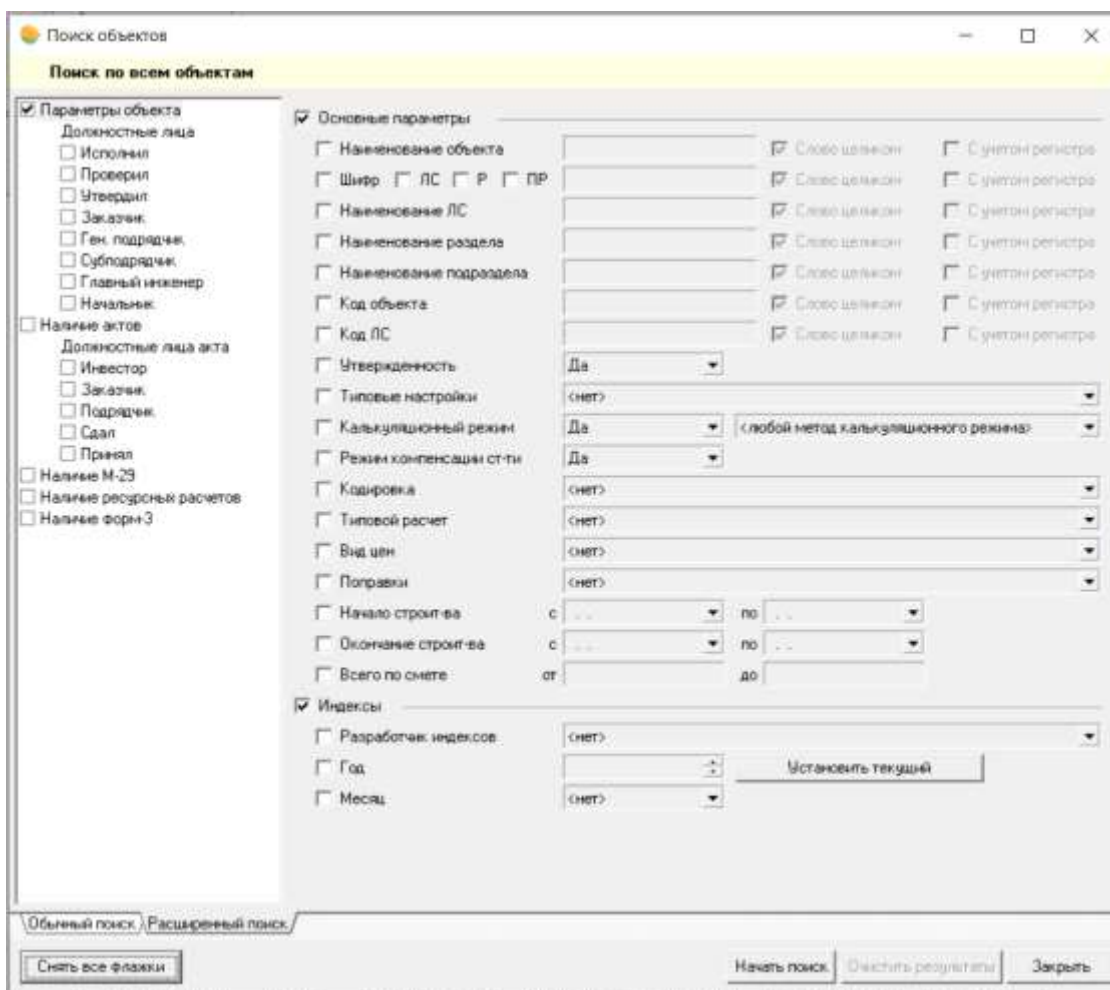 Поиск объектов
Поиск по всем объектам
Параметры объекта
Должностные лица
Исполнил
Проверил
Утвердил
Заказчик
Ген. подрядчик
Субподрядчик
Главный инженер
Начальник
Наличие актов
Должностные лица акта
Инвестор
Заказчик
Подрядчик
Сдал
Принял
Наличие М-29
Наличие ресурсных расчетов
Наличие форм-3
Основные параметры
Наименование объекта Слово целиком С учетом регистра
Шифр ЛС Р ПР Слово целиком С учетом регистра
Наименование ЛС Слово целиком С учетом регистра
Наименование раздела Слово целиком С учетом регистра
Наименование подраздела Слово целиком С учетом регистра
Код объекта Слово целиком С учетом регистра
Код ЛС Слово целиком С учетом регистра
Утвержденность Да
Типовые настройки <нет>
Калькуляционный режим Да <любой метод калькуляционного режима>
Режим компенсации ст-ти Да
Кодировка <нет>
Типовой расчет <нет>
Вид цен <нет>
Поправки <нет>
Начало строит-ва с . . по . .
Окончание строит-ва с . . по . .
Всего по смете от до
Индексы
Разработчик индексов <нет>
Год Установить текущий
Месяц <нет>
Обычный поиск Расширенный поиск
Снять все флажки Начать поиск Очистить результаты Закрыть